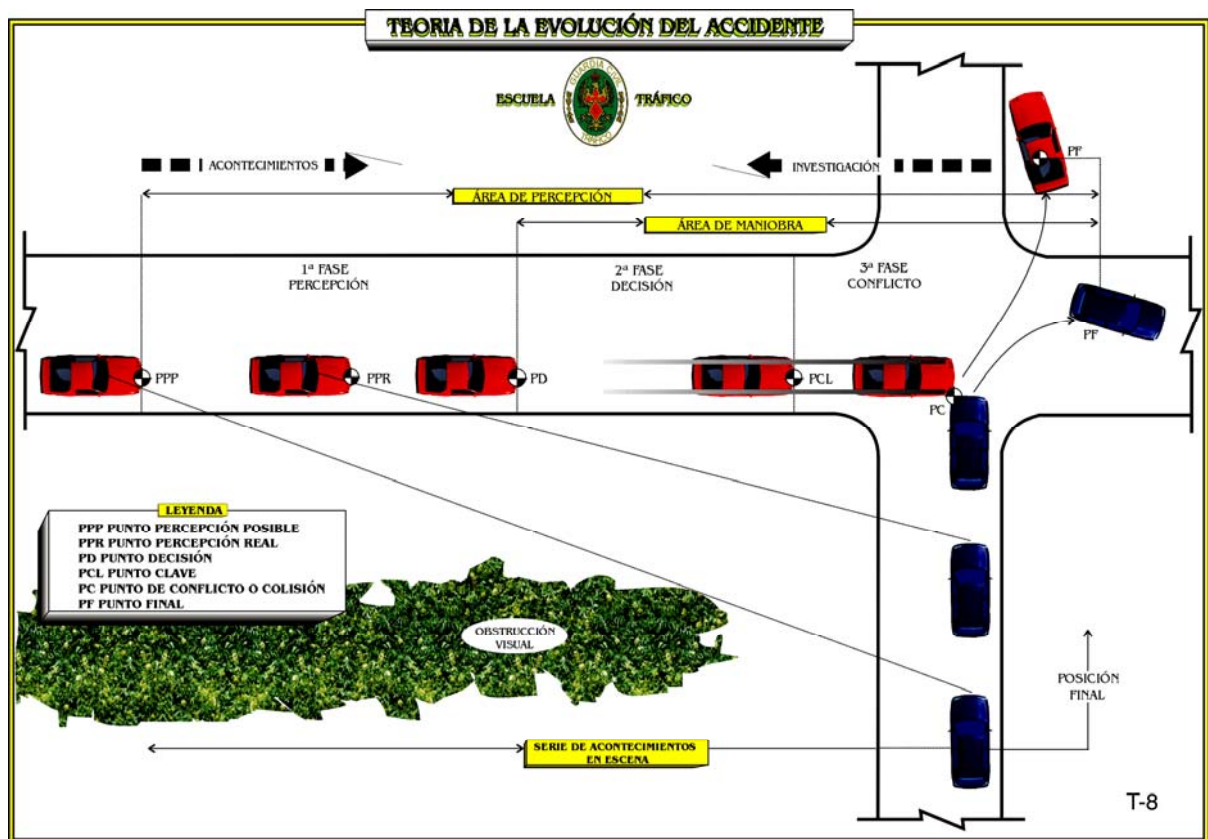 TEORIA DE LA EVOLUCIÓN DEL ACCIDENTE
ESCUELA
GUARDIA CIVIL
TRÁFICO
TRÁFICO
ACONTECIMIENTOS
INVESTIGACIÓN
PF
ÁREA DE PERCEPCIÓN
ÁREA DE MANIOBRA
1ª FASE
PERCEPCIÓN
2ª FASE
DECISIÓN
3ª FASE
CONFLICTO
PF
PPP
PPR
PD
PCL
PC
LEYENDA
PPP PUNTO PERCEPCIÓN POSIBLE
PPR PUNTO PERCEPCIÓN REAL
PD PUNTO DECISIÓN
PCL PUNTO CLAVE
PC PUNTO DE CONFLICTO O COLISIÓN
PF PUNTO FINAL
OBSTRUCCIÓN
VISUAL
POSICIÓN
FINAL
SERIE DE ACONTECIMIENTOS
EN ESCENA
T-8